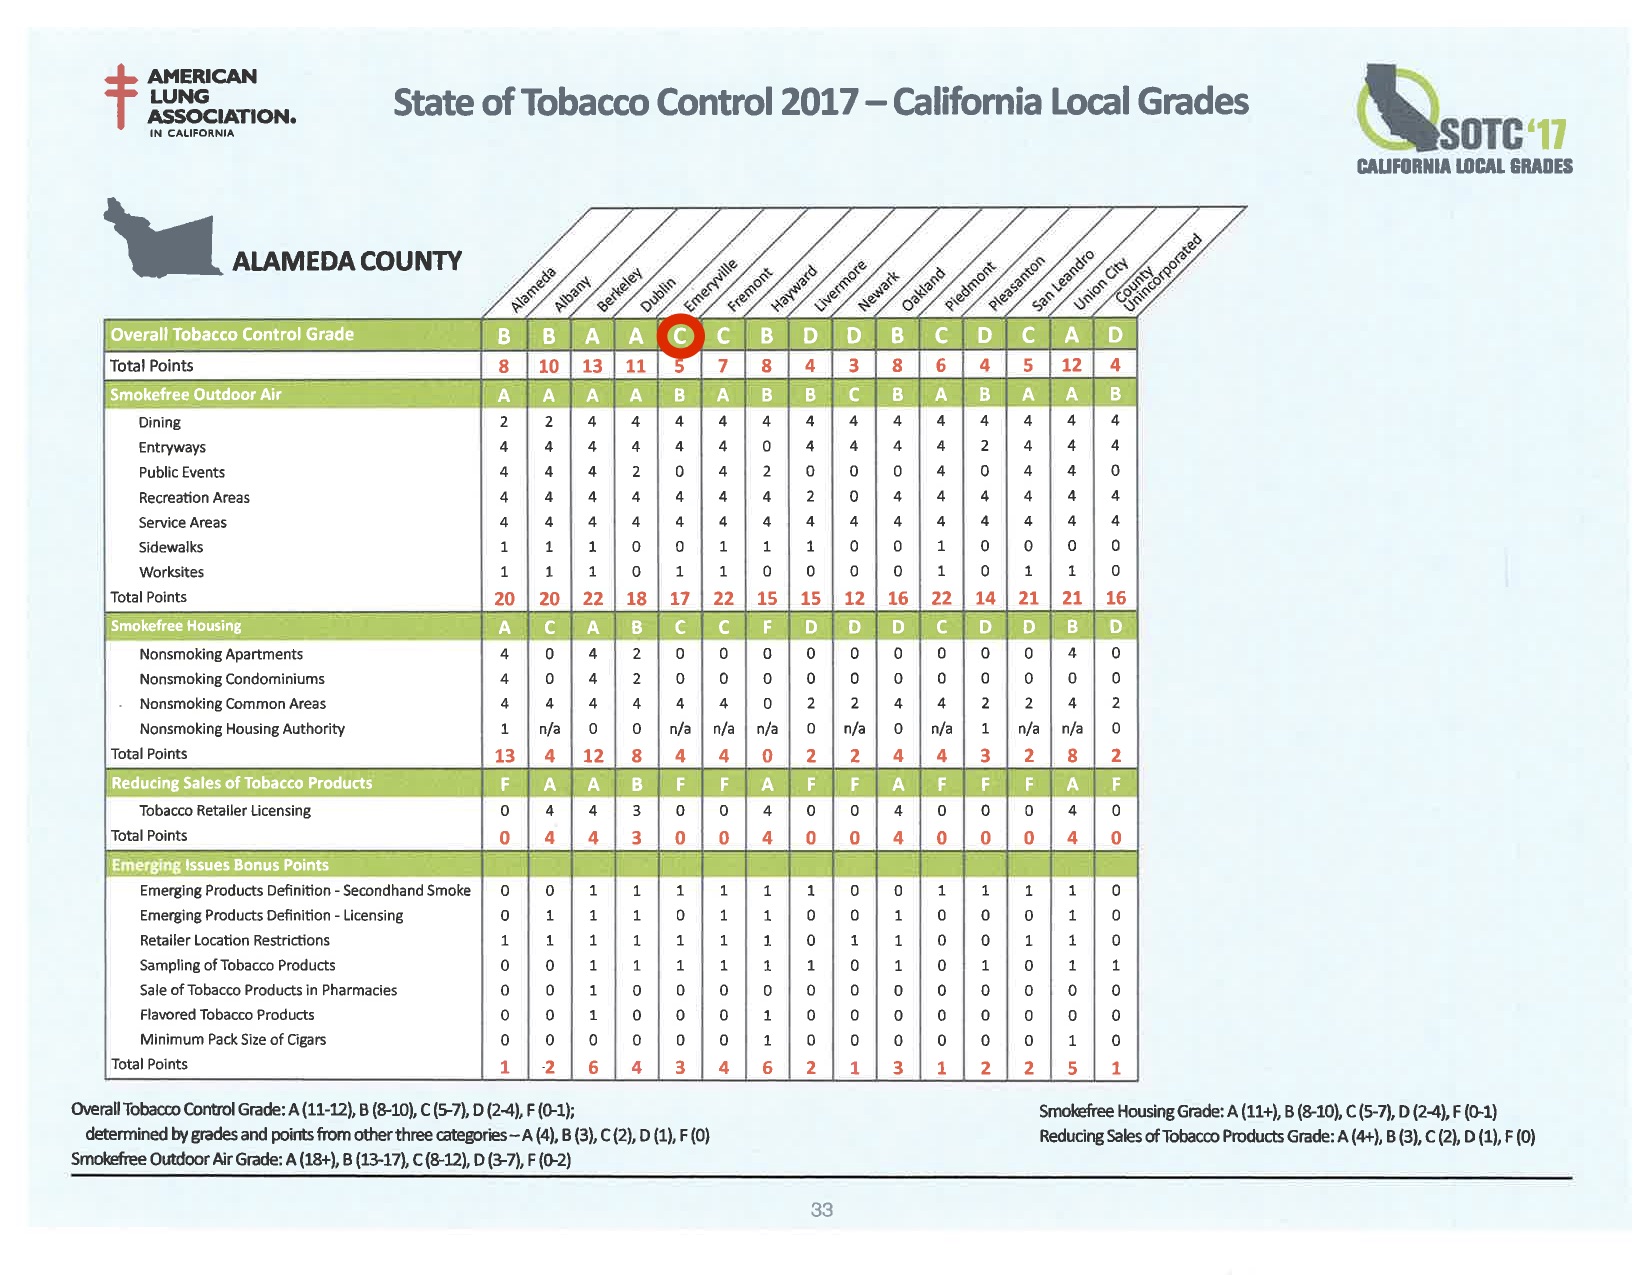 AMERICAN
LUNG
ASSOCIATION.
IN CALIFORNIA
State of Tobacco Control 2017 – California Local Grades
SOTC '17
CALIFORNIA LOCAL GRADES
ALAMEDA COUNTY
Alameda
Albany
Berkeley
Dublin
Emeryville
Fremont
Hayward
Livermore
Newark
Oakland
Piedmont
Pleasanton
San Leandro
Union City
County
Unincorporated
Overall Tobacco Control Grade B B A A C C B D D B C D C A D
Total Points 8 10 13 11 5 7 8 4 3 8 6 4 5 12 4
Smokefree Outdoor Air A A A A B A B B C B A B A A B
Dining 2 2 4 4 4 4 4 4 4 4 4 4 4 4 4
Entryways 4 4 4 4 4 4 0 4 4 4 4 2 4 4 4
Public Events 4 4 4 2 0 4 2 0 0 0 4 0 4 4 0
Recreation Areas 4 4 4 4 4 4 4 2 0 4 4 4 4 4 4
Service Areas 4 4 4 4 4 4 4 4 4 4 4 4 4 4 4
Sidewalks 1 1 1 0 0 1 1 1 0 0 1 0 0 0 0
Worksites 1 1 1 0 1 1 0 0 0 0 1 0 1 1 0
Total Points 20 20 22 18 17 22 15 15 12 16 22 14 21 21 16
Smokefree Housing A C A B C C F D D D C D D B D
Nonsmoking Apartments 4 0 4 2 0 0 0 0 0 0 0 0 0 4 0
Nonsmoking Condominiums 4 0 4 2 0 0 0 0 0 0 0 0 0 0 0
Nonsmoking Common Areas 4 4 4 4 4 4 0 2 2 4 4 2 2 4 2
Nonsmoking Housing Authority 1 n/a 0 0 n/a n/a n/a 0 n/a 0 n/a 1 n/a n/a 0
Total Points 13 4 12 8 4 4 0 2 2 4 4 3 2 8 2
Reducing Sales of Tobacco Products F A A B F F A F F A F F F A F
Tobacco Retailer Licensing 0 4 4 3 0 0 4 0 0 4 0 0 0 4 0
Total Points 0 4 4 3 0 0 4 0 0 4 0 0 0 4 0
Emerging Issues Bonus Points
Emerging Products Definition - Secondhand Smoke 0 0 1 1 1 1 1 1 0 0 1 1 1 1 0
Emerging Products Definition - Licensing 0 1 1 1 0 1 1 0 0 1 0 0 0 1 0
Retailer Location Restrictions 1 1 1 1 1 1 1 0 1 1 0 0 1 1 0
Sampling of Tobacco Products 0 0 1 1 1 1 1 1 0 1 0 1 0 1 1
Sale of Tobacco Products in Pharmacies 0 0 1 0 0 0 0 0 0 0 0 0 0 0 0
Flavored Tobacco Products 0 0 1 0 0 0 1 0 0 0 0 0 0 0 0
Minimum Pack Size of Cigars 0 0 0 0 0 0 1 0 0 0 0 0 0 1 0
Total Points 1 2 6 4 3 4 6 2 1 3 1 2 2 5 1
Overall Tobacco Control Grade: A (11-12), B (8-10), C (5-7), D (2-4), F (0-1);
determined by grades and points from other three categories – A (4), B (3), C (2), D (1), F (0)
Smokefree Outdoor Air Grade: A (18+), B (13-17), C (8-12), D (3-7), F (0-2)
Smokefree Housing Grade: A (11+), B (8-10), C (5-7), D (2-4), F (0-1)
Reducing Sales of Tobacco Products Grade: A (4+), B (3), C (2), D (1), F (0)
33